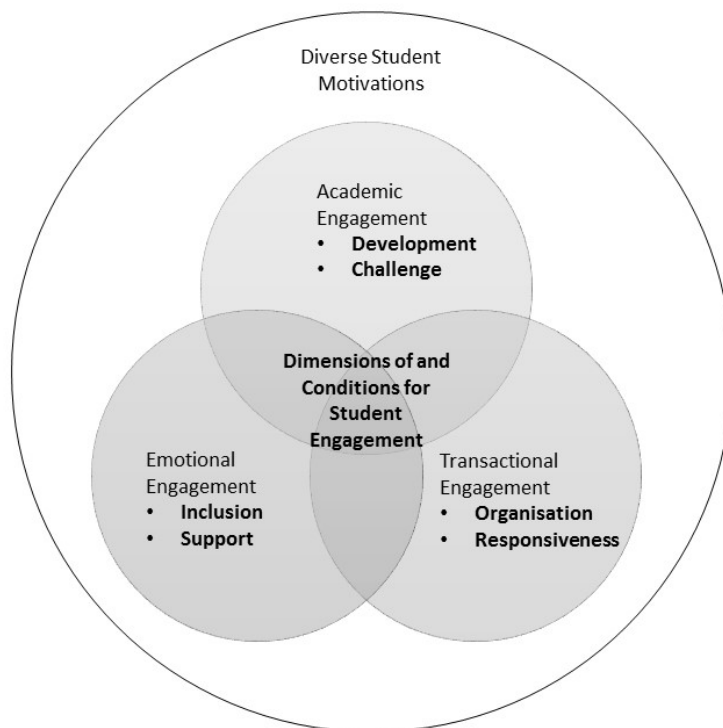 Diverse Student
Motivations
Academic
Engagement
• Development
• Challenge
Dimensions of and
Conditions for
Student
Engagement
Emotional
Engagement
• Inclusion
• Support
Transactional
Engagement
• Organisation
• Responsiveness